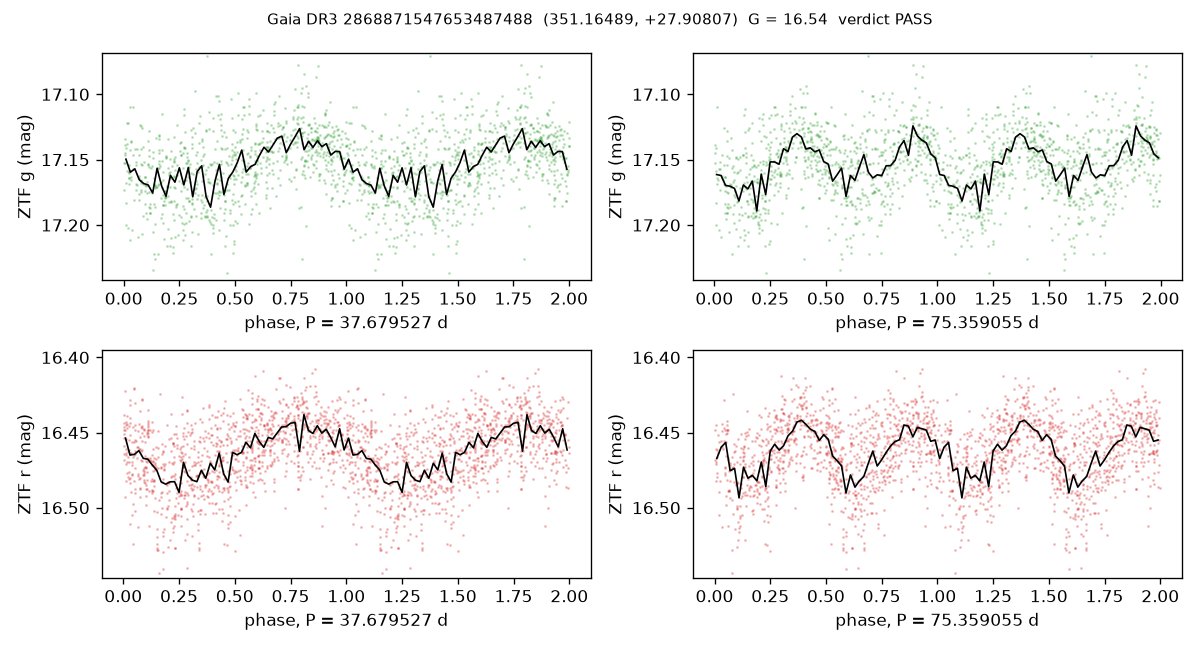 Gaia DR3 2868871547653487488  (351.16489, +27.90807)  G = 16.54  verdict PASS
ZTF g (mag)
17.10
17.15
17.20
0.00 0.25 0.50 0.75 1.00 1.25 1.50 1.75 2.00
phase, P = 37.679527 d
ZTF g (mag)
17.10
17.15
17.20
0.00 0.25 0.50 0.75 1.00 1.25 1.50 1.75 2.00
phase, P = 75.359055 d
ZTF r (mag)
16.40
16.45
16.50
0.00 0.25 0.50 0.75 1.00 1.25 1.50 1.75 2.00
phase, P = 37.679527 d
ZTF r (mag)
16.40
16.45
16.50
0.00 0.25 0.50 0.75 1.00 1.25 1.50 1.75 2.00
phase, P = 75.359055 d